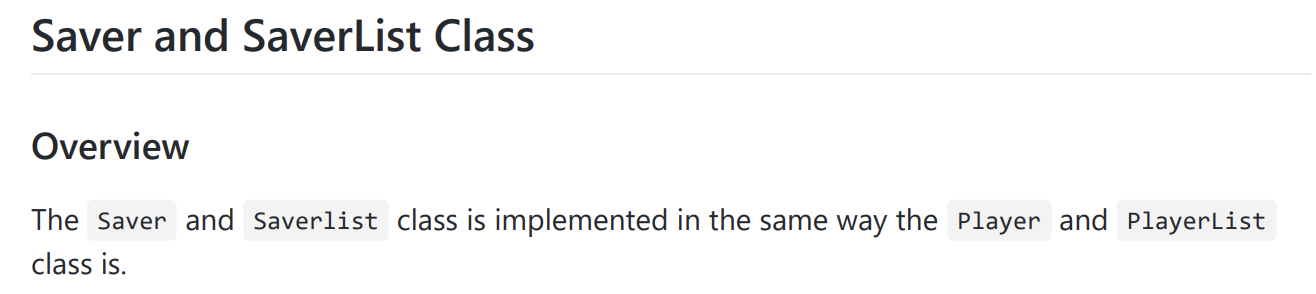 Saver and SaverList Class
Overview
The Saver and Saverlist class is implemented in the same way the Player and PlayerList
class is.